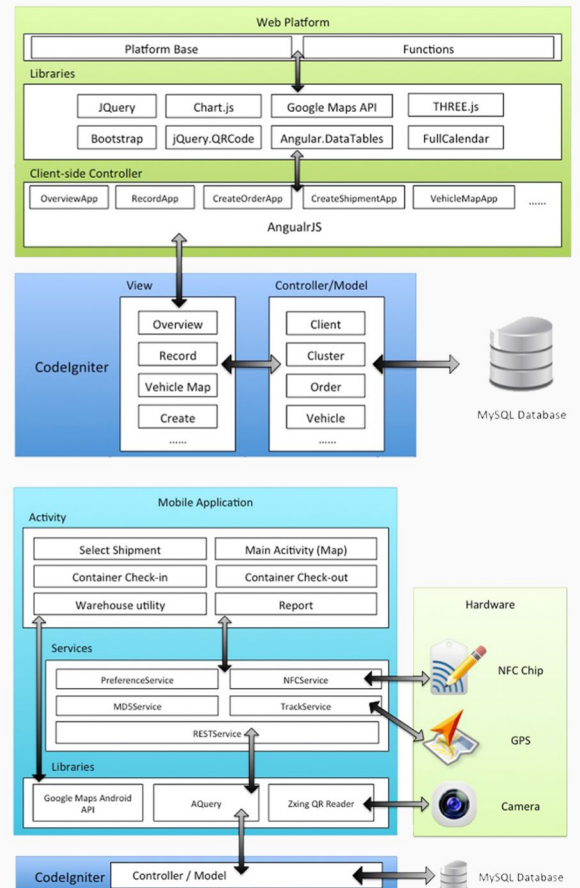 Web Platform
Platform Base
Functions
Libraries
JQuery
Chart.js
Google Maps API
THREE.js
Bootstrap
jQuery.QRCode
Angular.DataTables
FullCalendar
Client-side Controller
OverviewApp
RecordApp
CreateOrderApp
CreateShipmentApp
VehicleMapApp
......
AngualrJS
View
Controller/Model
CodeIgniter
Overview
Record
Vehicle Map
Create
......
Client
Cluster
Order
Vehicle
......
MySQL Database
Mobile Application
Activity
Select Shipment
Main Acitivity (Map)
Container Check-in
Container Check-out
Warehouse utility
Report
Services
PreferenceService
NFCService
MD5Service
TrackService
RESTService
Libraries
Google Maps Android
API
AQuery
Zxing QR Reader
Hardware
NFC Chip
GPS
Camera
CodeIgniter
Controller / Model
MySQL Database